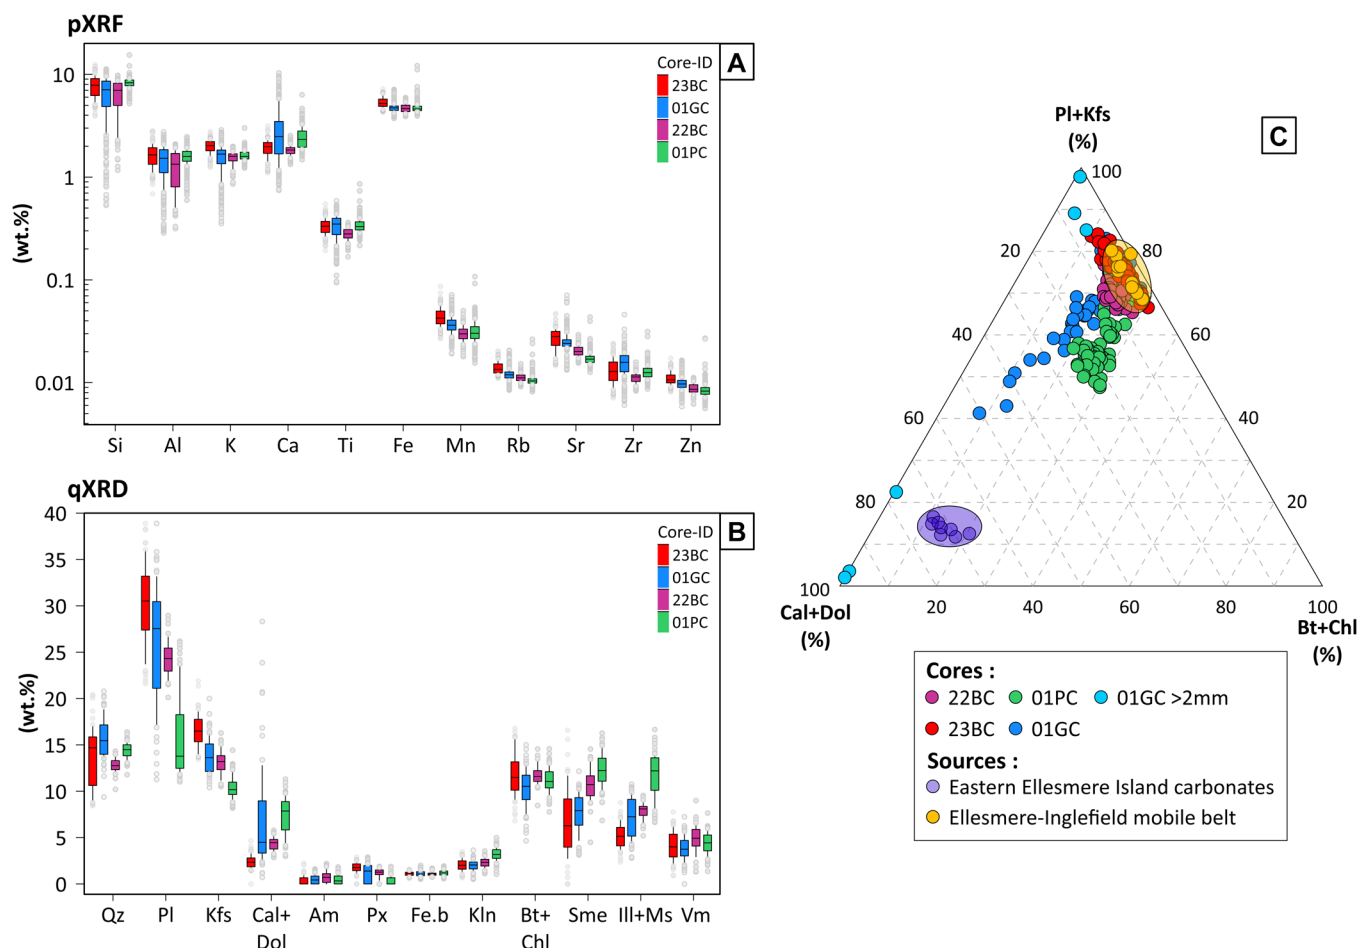 pXRF
A
Core-ID
23BC
01GC
22BC
01PC
10
1
0.1
0.01
(wt.%)
Si Al K Ca Ti Fe Mn Rb Sr Zr Zn
qXRD
B
Core-ID
23BC
01GC
22BC
01PC
40
35
30
25
20
15
10
5
0
(wt.%)
Qz Pl Kfs Cal+ Am Px Fe.b Kln Bt+ Sme Ill+Ms Vm
Dol Chl
C
Pl+Kfs
(%)
100
20 80
40 60
60 40
80 20
100
20 40 60 100
Cal+Dol
(%)
Bt+Chl
(%)
Cores :
22BC 01PC 01GC >2mm
23BC 01GC
Sources :
Eastern Ellesmere Island carbonates
Ellesmere-Inglefield mobile belt